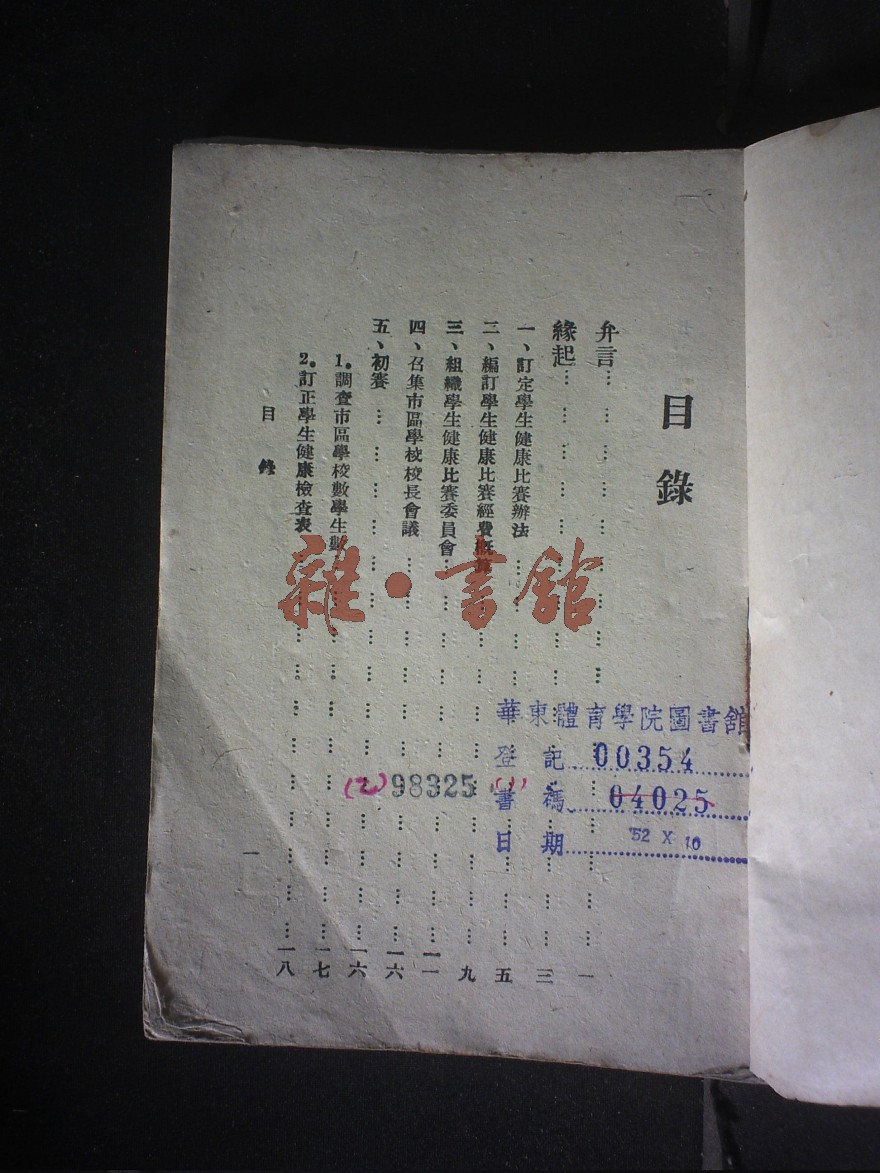 目錄
弁言…………………………一
緣起…………………………三
一、訂定學生健康比賽辦法…………五
二、編訂學生健康比賽經費概算…………九
三、組織學生健康比賽委員會…………一一
四、召集市區學校校長會議…………一六
五、初賽…………………………一六
1.調查市區學校數學生數…………一七
2.訂正學生健康檢查表…………一八
目錄
一
雜·書館
華東體育學院圖書館
登記 00354
書碼 04025
日期 '52 X 10
(2) 98325 (1)